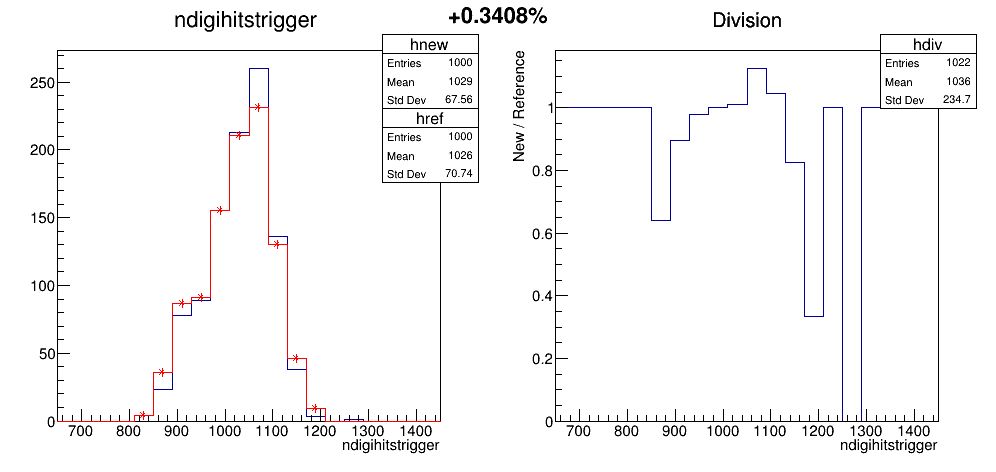 ndigihitstrigger
+0.3408%
Division
hnew
Entries 1000
Mean 1029
Std Dev 67.56
href
Entries 1000
Mean 1026
Std Dev 70.74
250
200
150
100
50
0
700 800 900 1000 1100 1200 1300 1400
ndigihitstrigger
hdiv
Entries 1022
Mean 1036
Std Dev 234.7
New / Reference
1
0.8
0.6
0.4
0.2
0
700 800 900 1000 1100 1200 1300 1400
ndigihitstrigger